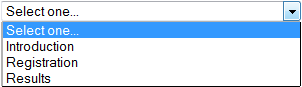 Select one...
Select one...
Introduction
Registration
Results